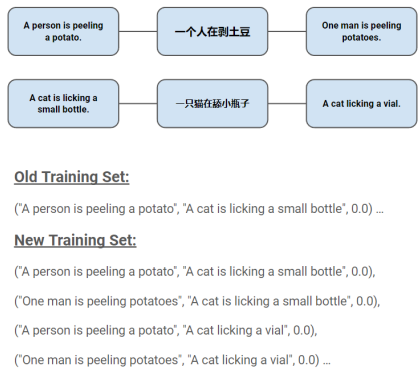 A person is peeling
a potato.
一个人在剥土豆
One man is peeling
potatoes.
A cat is licking a
small bottle.
一只猫在舔小瓶子
A cat licking a vial.
Old Training Set:
("A person is peeling a potato", "A cat is licking a small bottle", 0.0) ...
New Training Set:
("A person is peeling a potato", "A cat is licking a small bottle", 0.0),
("One man is peeling potatoes", "A cat is licking a small bottle", 0.0),
("A person is peeling a potato", "A cat licking a vial", 0.0),
("One man is peeling potatoes", "A cat licking a vial", 0.0) ...